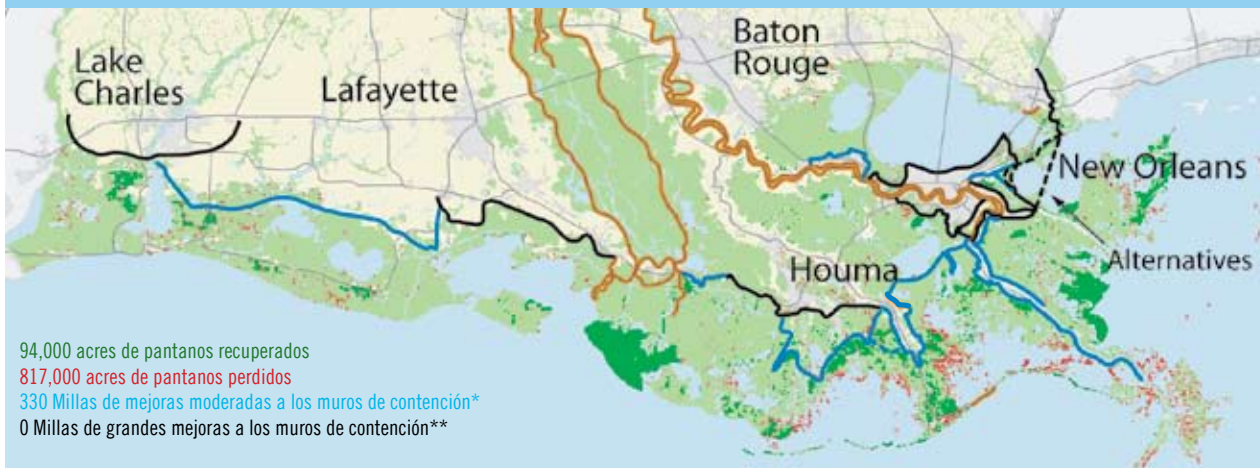 Lake
Charles
Lafayette
Baton
Rouge
New Orleans
Alternatives
Houma
94,000 acres de pantanos recuperados
817,000 acres de pantanos perdidos
330 Millas de mejoras moderadas a los muros de contención*
0 Millas de grandes mejoras a los muros de contención**